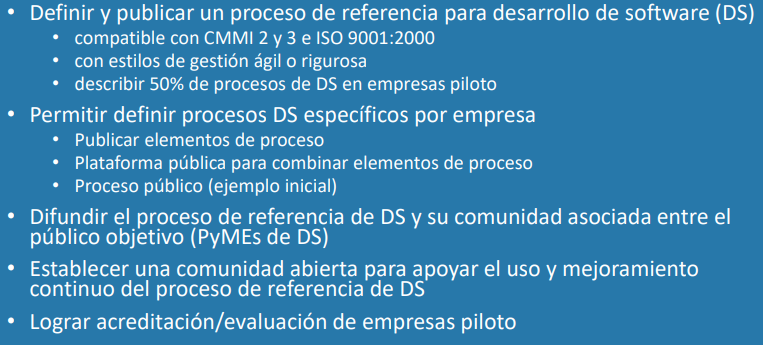 • Definir y publicar un proceso de referencia para desarrollo de software (DS)
• compatible con CMMI 2 y 3 e ISO 9001:2000
• con estilos de gestión ágil o rigurosa
• describir 50% de procesos de DS en empresas piloto
• Permitir definir procesos DS específicos por empresa
• Publicar elementos de proceso
• Plataforma pública para combinar elementos de proceso
• Proceso público (ejemplo inicial)
• Difundir el proceso de referencia de DS y su comunidad asociada entre el
público objetivo (PyMEs de DS)
• Establecer una comunidad abierta para apoyar el uso y mejoramiento
continuo del proceso de referencia de DS
• Lograr acreditación/evaluación de empresas piloto